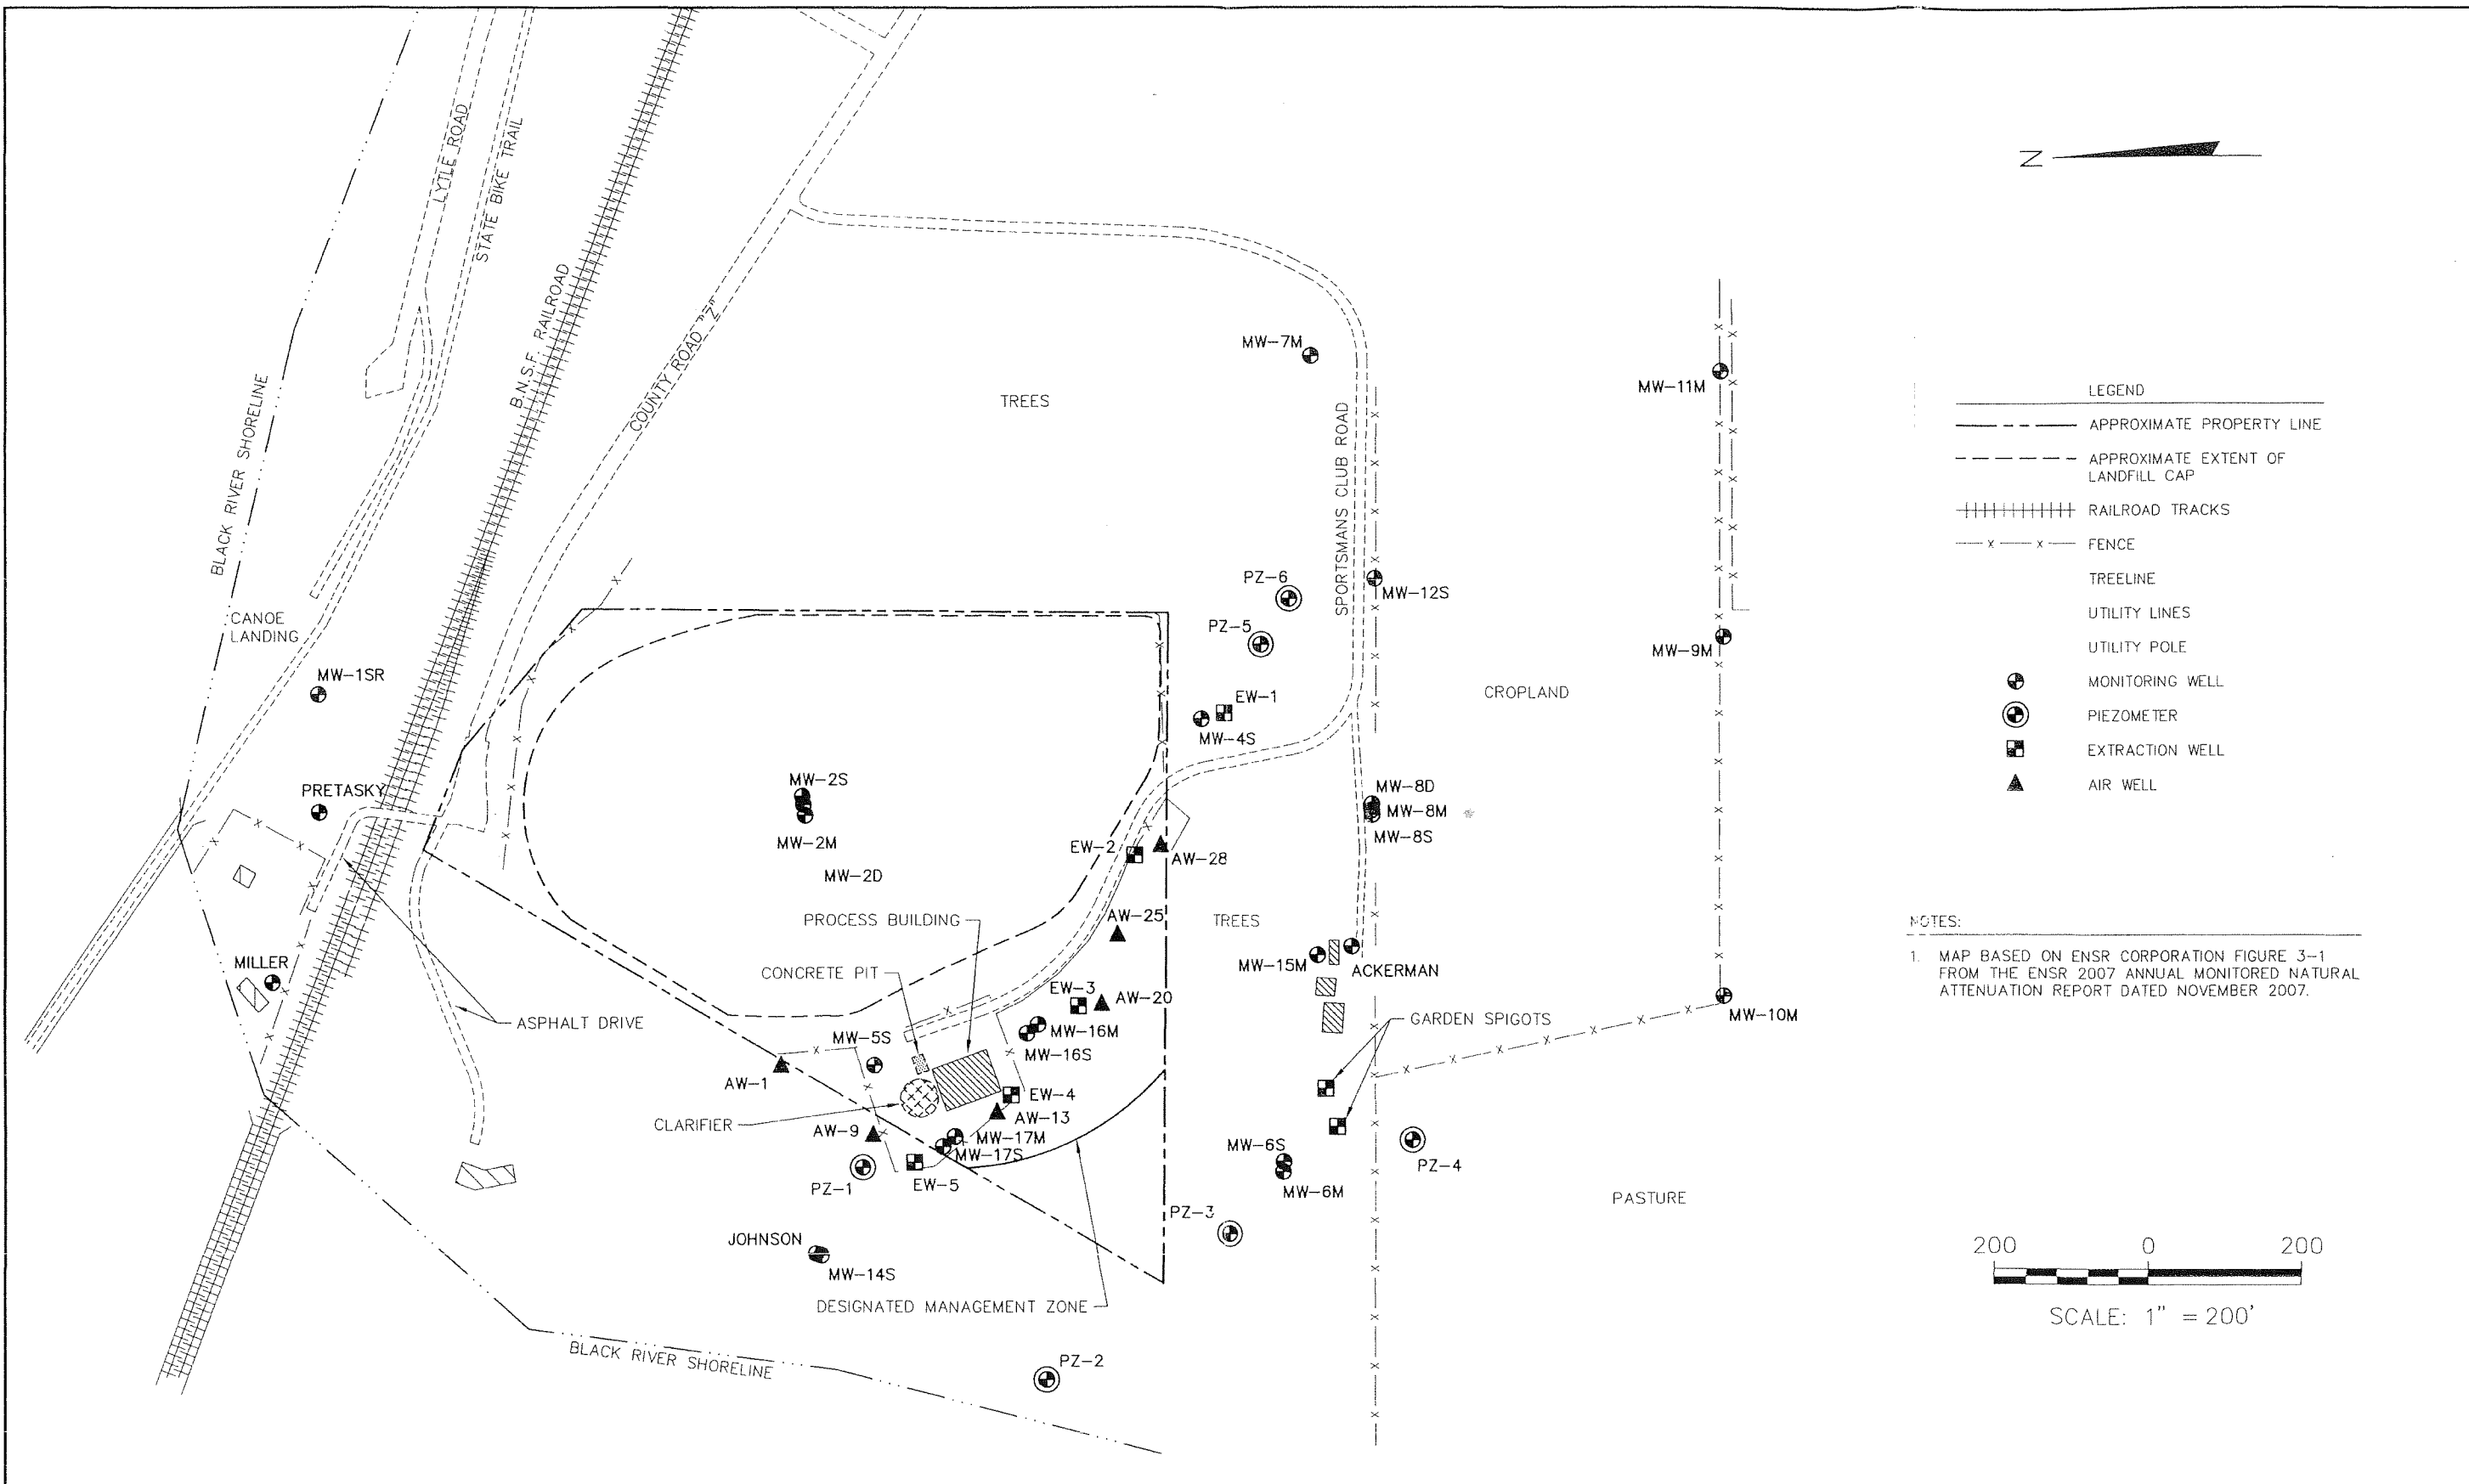 LYTLE ROAD
STATE BIKE TRAIL
B.N.S.F. RAILROAD
COUNTY ROAD "Z"
BLACK RIVER SHORELINE
CANOE
LANDING
MW-1SR
PRETASKY
MILLER
ASPHALT DRIVE
TREES
MW-7M
SPORTSMANS CLUB ROAD
MW-11M
PZ-6
MW-12S
PZ-5
MW-9M
CROPLAND
EW-1
MW-4S
MW-2S
MW-2M
MW-2D
MW-8D
MW-8M
MW-8S
EW-2
AW-28
AW-25
TREES
PROCESS BUILDING
CONCRETE PIT
MW-15M
ACKERMAN
EW-3
AW-20
MW-16M
MW-16S
MW-5S
AW-1
GARDEN SPIGOTS
MW-10M
EW-4
AW-13
CLARIFIER
AW-9
MW-17M
MW-17S
PZ-1
EW-5
MW-6S
MW-6M
PZ-4
PZ-3
PASTURE
JOHNSON
MW-14S
DESIGNATED MANAGEMENT ZONE
BLACK RIVER SHORELINE
PZ-2
N
LEGEND
APPROXIMATE PROPERTY LINE
APPROXIMATE EXTENT OF
LANDFILL CAP
RAILROAD TRACKS
FENCE
TREELINE
UTILITY LINES
UTILITY POLE
MONITORING WELL
PIEZOMETER
EXTRACTION WELL
AIR WELL
NOTES:
1. MAP BASED ON ENSR CORPORATION FIGURE 3-1
FROM THE ENSR 2007 ANNUAL MONITORED NATURAL
ATTENUATION REPORT DATED NOVEMBER 2007.
200 0 200
SCALE: 1" = 200'